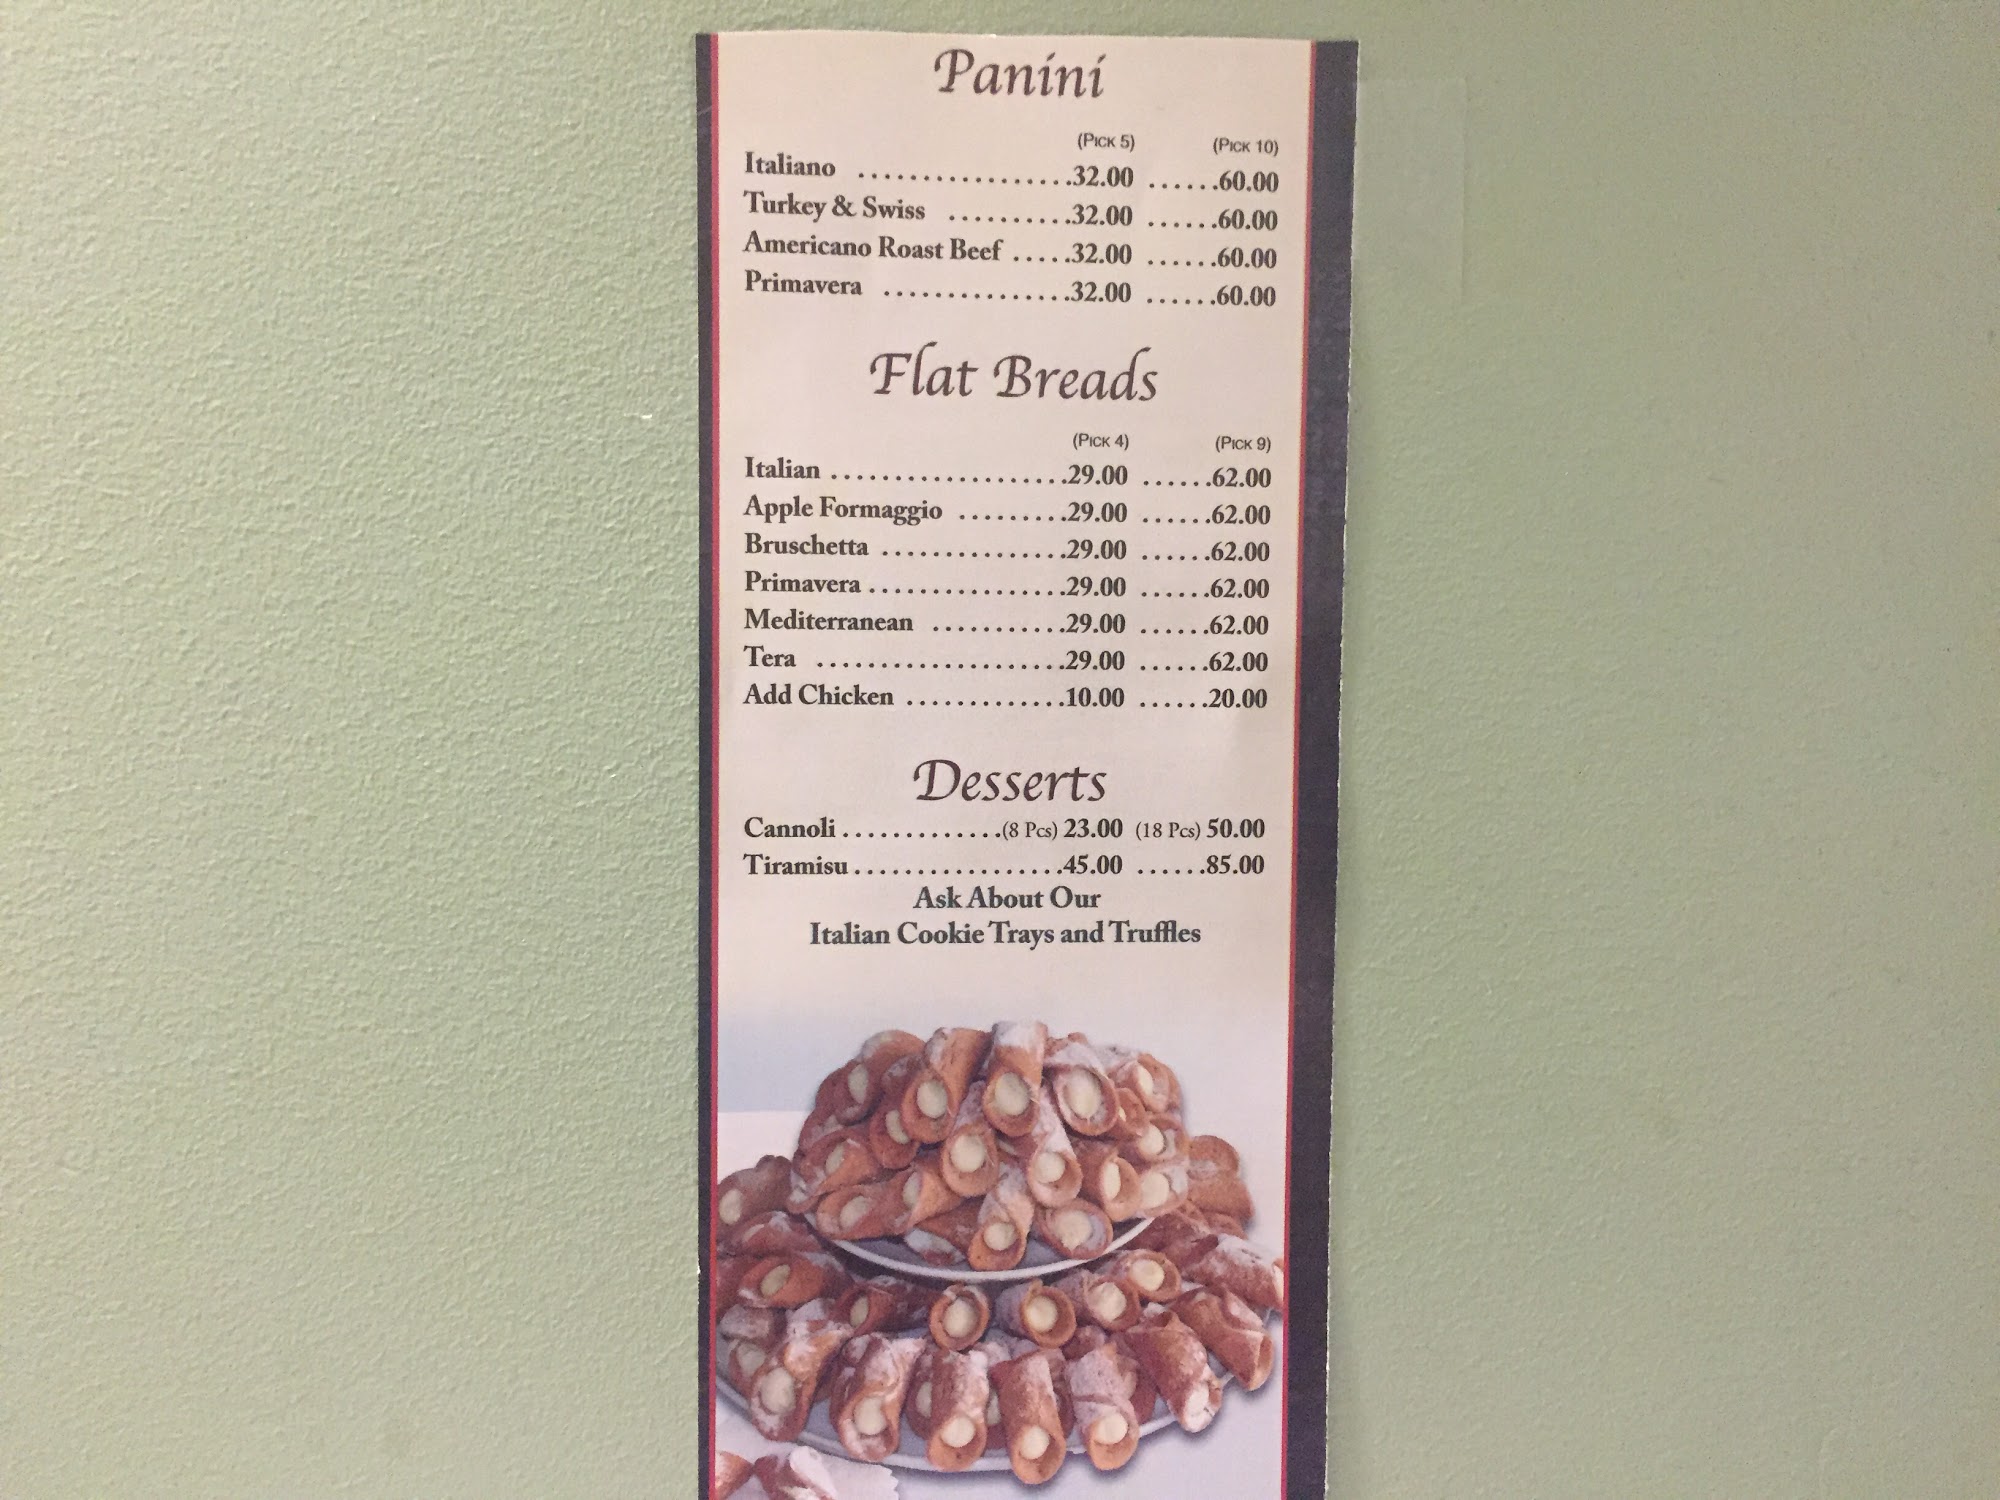 Panini
(Pick 5) (Pick 10)
Italiano .................32.00 ......60.00
Turkey & Swiss ..........32.00 ......60.00
Americano Roast Beef .....32.00 ......60.00
Primavera ...............32.00 ......60.00
Flat Breads
(Pick 4) (Pick 9)
Italian ...................29.00 ......62.00
Apple Formaggio .........29.00 ......62.00
Bruschetta ...............29.00 ......62.00
Primavera ................29.00 ......62.00
Mediterranean ...........29.00 ......62.00
Tera ....................29.00 ......62.00
Add Chicken .............10.00 ......20.00
Desserts
Cannoli .............(8 Pcs) 23.00 (18 Pcs) 50.00
Tiramisu .................45.00 ......85.00
Ask About Our
Italian Cookie Trays and Truffles